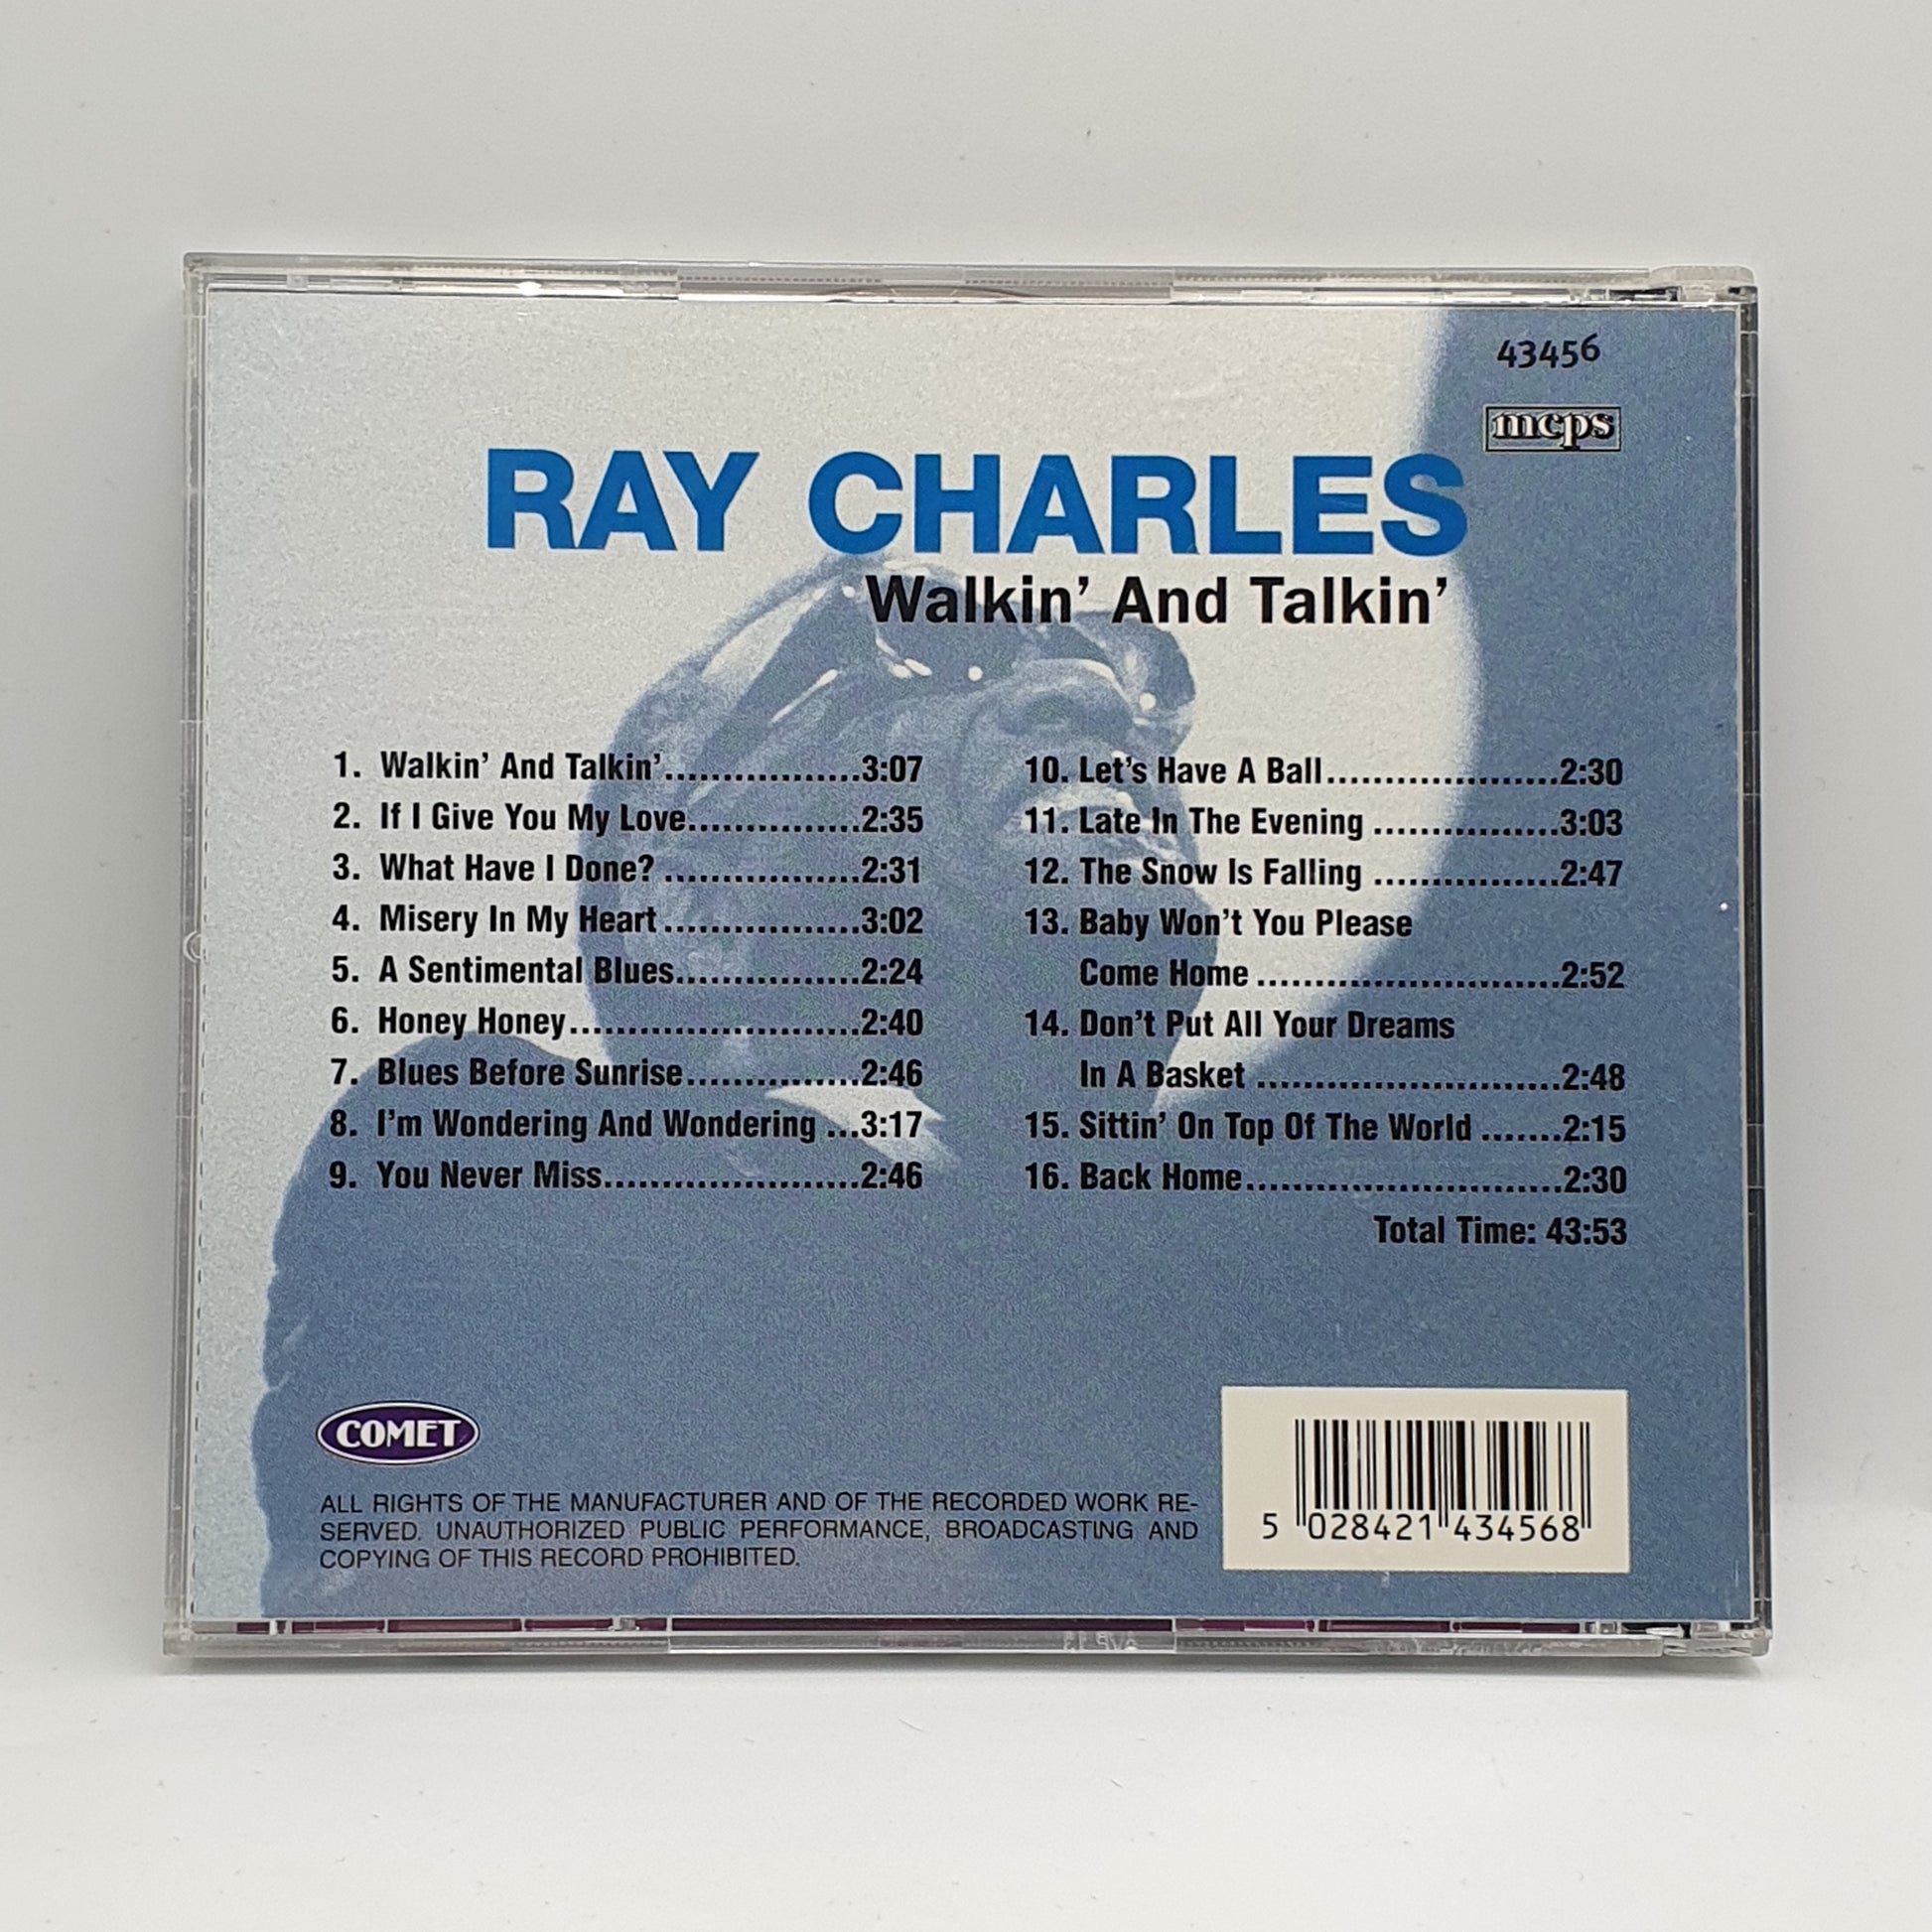 43456
mcps
RAY CHARLES
Walkin’ And Talkin’
1. Walkin’ And Talkin’.................3:07
2. If I Give You My Love...............2:35
3. What Have I Done? .................2:31
4. Misery In My Heart .................3:02
5. A Sentimental Blues................2:24
6. Honey Honey.........................2:40
7. Blues Before Sunrise...............2:46
8. I’m Wondering And Wondering ...3:17
9. You Never Miss......................2:46
10. Let’s Have A Ball....................2:30
11. Late In The Evening ................3:03
12. The Snow Is Falling ................2:47
13. Baby Won’t You Please
Come Home ..........................2:52
14. Don’t Put All Your Dreams
In A Basket ..........................2:48
15. Sittin’ On Top Of The World .......2:15
16. Back Home...........................2:30
Total Time: 43:53
COMET
ALL RIGHTS OF THE MANUFACTURER AND OF THE RECORDED WORK RE-
SERVED. UNAUTHORIZED PUBLIC PERFORMANCE, BROADCASTING AND
COPYING OF THIS RECORD PROHIBITED.
5 028421 434568